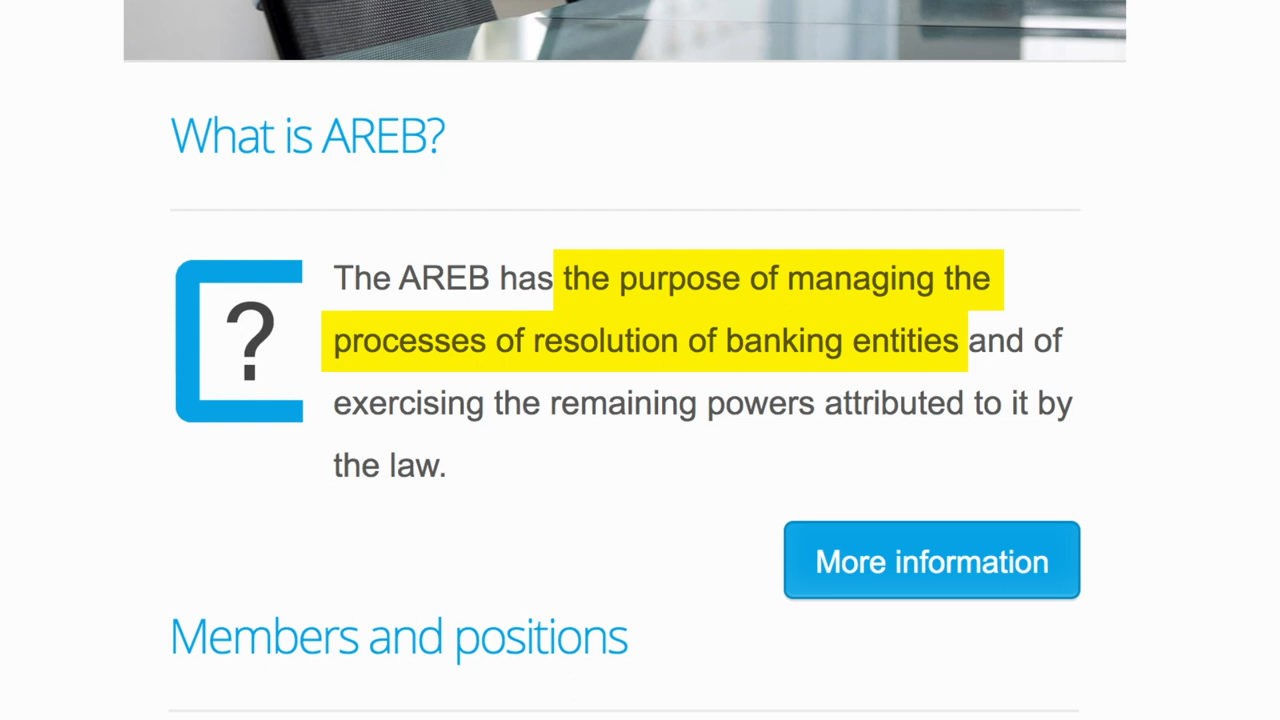 What is AREB?
?
The AREB has the purpose of managing the
processes of resolution of banking entities and of
exercising the remaining powers attributed to it by
the law.
More information
Members and positions